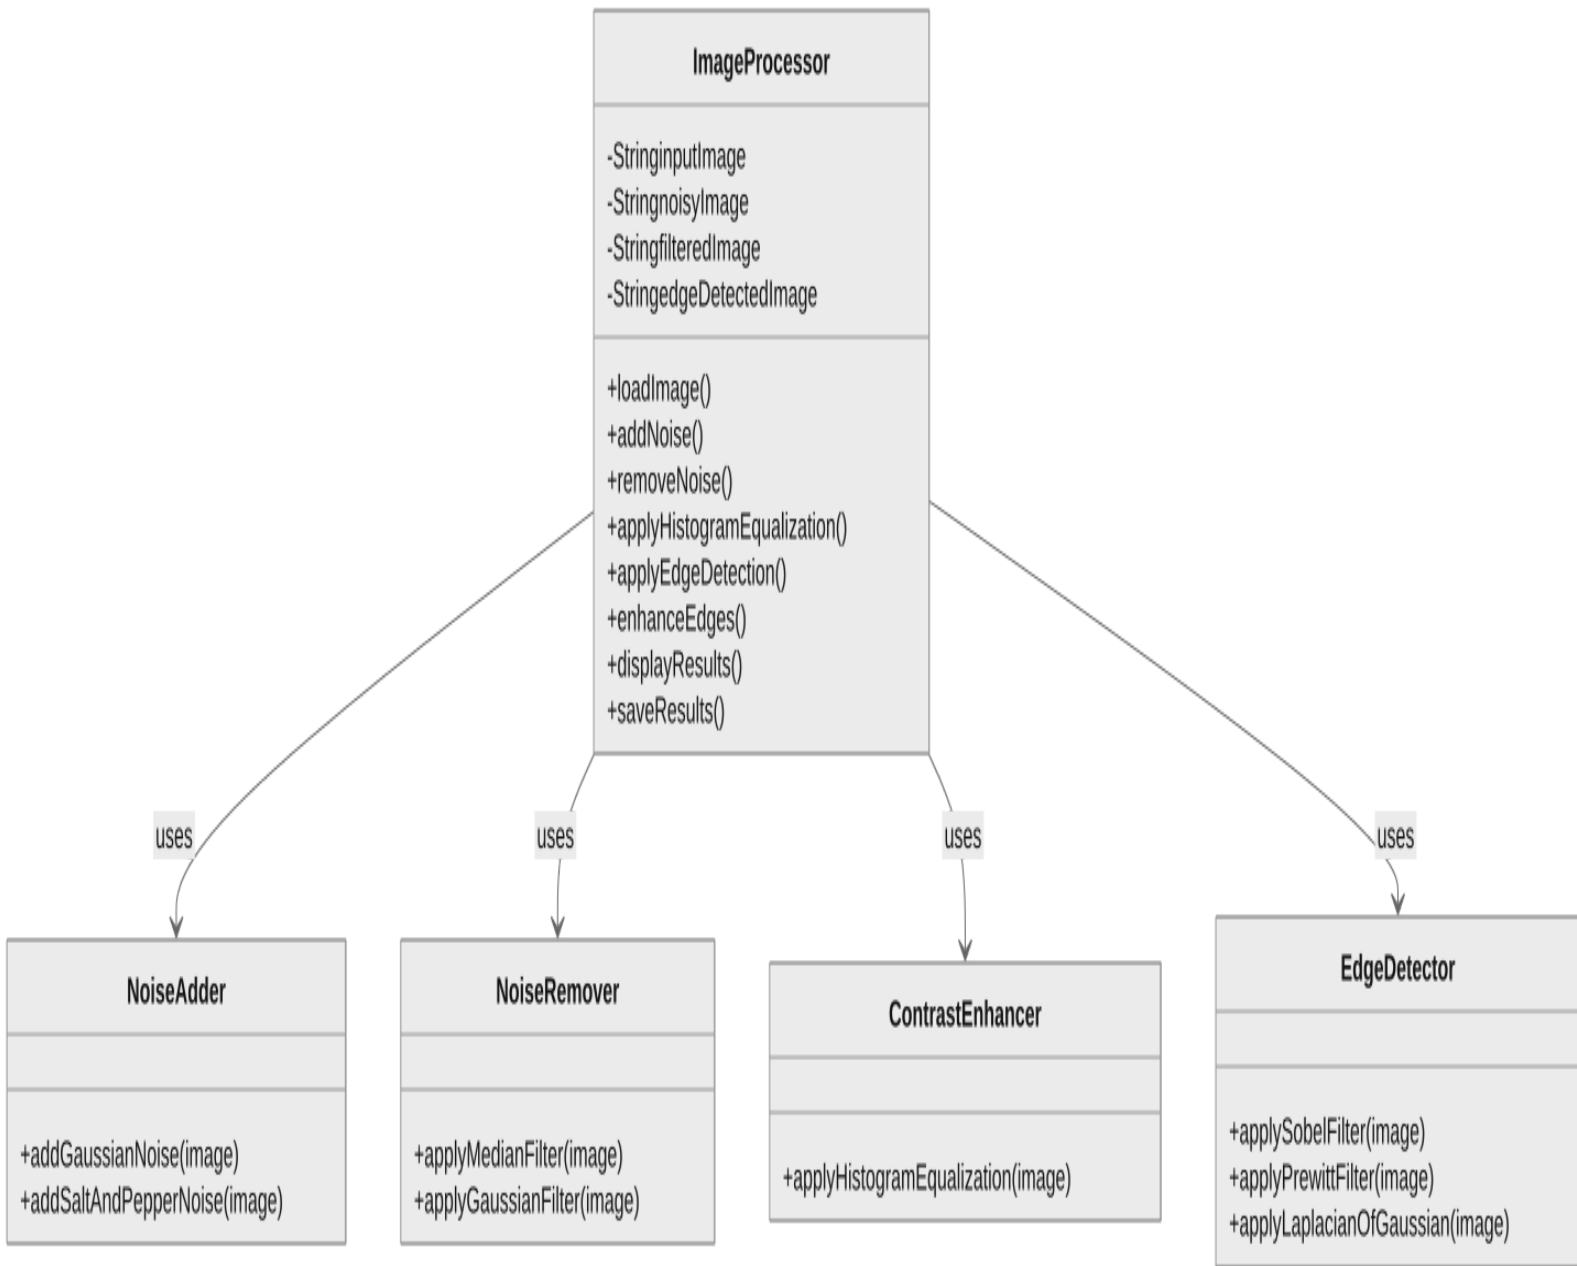 ImageProcessor
-StringinputImage
-StringnoisyImage
-StringfilteredImage
-StringedgeDetectedImage
+loadImage()
+addNoise()
+removeNoise()
+applyHistogramEqualization()
+applyEdgeDetection()
+enhanceEdges()
+displayResults()
+saveResults()
uses
uses
uses
uses
NoiseAdder
+addGaussianNoise(image)
+addSaltAndPepperNoise(image)
NoiseRemover
+applyMedianFilter(image)
+applyGaussianFilter(image)
ContrastEnhancer
+applyHistogramEqualization(image)
EdgeDetector
+applySobelFilter(image)
+applyPrewittFilter(image)
+applyLaplacianOfGaussian(image)